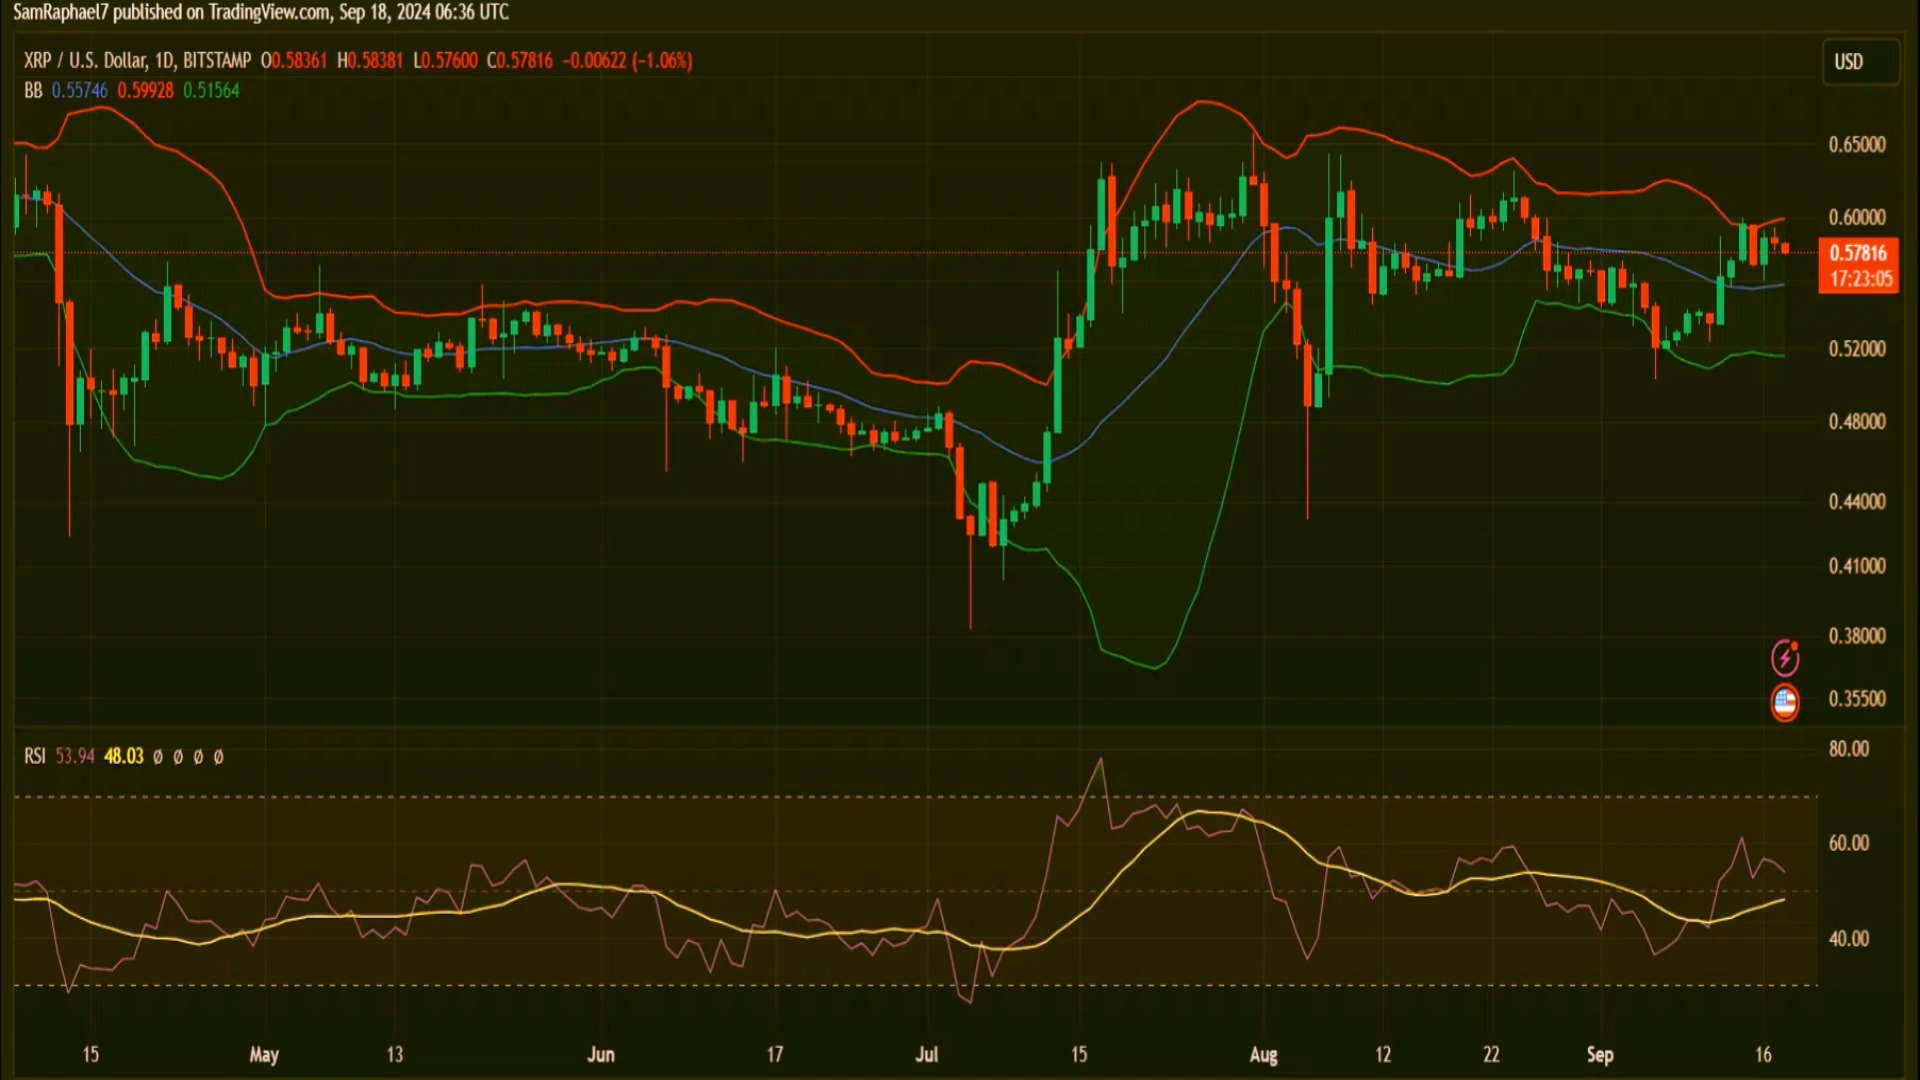 SamRaphael7 published on TradingView.com, Sep 18, 2024 06:36 UTC
XRP / U.S. Dollar, 1D, BITSTAMP O0.58361 H0.58381 L0.57600 C0.57816 −0.00622 (−1.06%)
USD
BB 0.55746 0.59928 0.51564
0.65000
0.60000
0.57816
17:23:05
0.52000
0.48000
0.44000
0.41000
0.38000
0.35500
RSI 53.94 48.03 Ø Ø Ø Ø
80.00
60.00
40.00
15 May 13 Jun 17 Jul 15 Aug 12 22 Sep 16